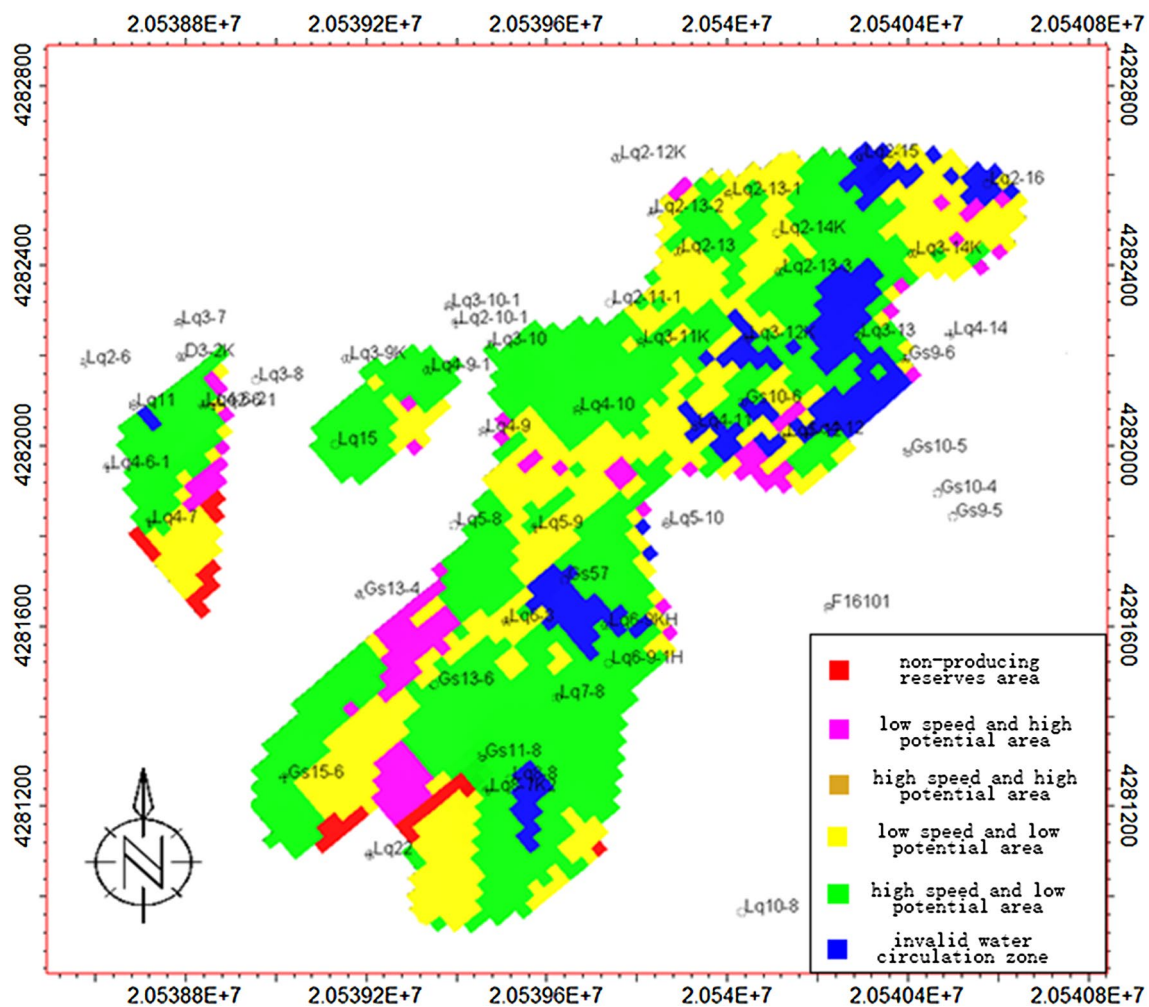 2.05388E+7 2.05392E+7 2.05396E+7 2.054E+7 2.05404E+7 2.05408E+7
4282800
4282800
Lq2-12K
Lq2-15
Lq2-16
Lq2-13-1
Lq2-13-2
Lq2-14K
Lq2-13
Lq3-14K
4282400
Lq2-13-3
4282400
Lq3-10-1
Lq2-11-1
Lq3-7
Lq2-10-1
Lq3-10
Lq3-11K
Lq3-12K
Lq3-13
Lq4-14
D3-2K
Lq3-9K
Gs9-6
Lq2-6
Lq4-9-1
Lq3-8
Lq11
Gs10-6
Lq4-10
4282000
Lq4-9
Lq4-11
4282000
Lq15
Gs10-5
Lq4-6-1
Gs10-4
Lq4-7
Lq5-8
Lq5-9
Lq5-10
Gs9-5
Gs57
Gs13-4
F16101
4281600
Lq6-8
Lq6-9KH
4281600
Lq6-9-1H
Gs13-6
Lq7-8
non-producing
reserves area
low speed and high
potential area
Gs11-8
Gs15-6
high speed and high
potential area
4281200
4281200
low speed and low
potential area
Lq22
high speed and low
potential area
Lq10-8
invalid water
circulation zone
N
2.05388E+7 2.05392E+7 2.05396E+7 2.054E+7 2.05404E+7 2.05408E+7